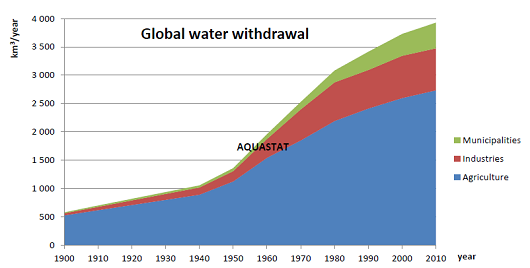 Global water withdrawal
km³/year
4 000
3 500
3 000
2 500
2 000
1 500
1 000
500
0
AQUASTAT
Municipalities
Industries
Agriculture
1900 1910 1920 1930 1940 1950 1960 1970 1980 1990 2000 2010 year